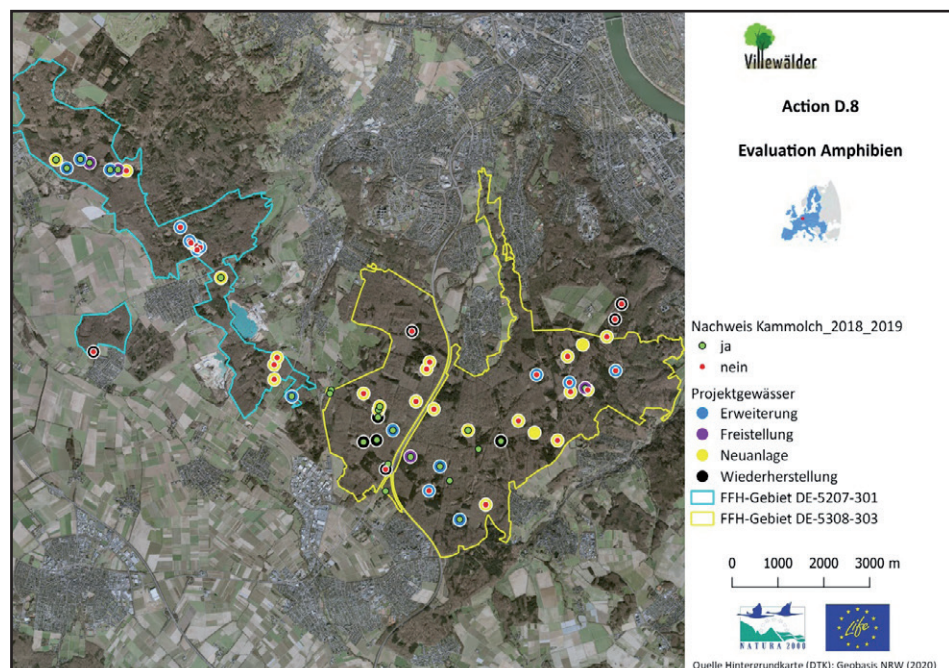 Villewälder
Action D.8
Evaluation Amphibien
Nachweis Kammolch_2018_2019
ja
nein
Projektgewässer
Erweiterung
Freistellung
Neuanlage
Wiederherstellung
FFH-Gebiet DE-5207-301
FFH-Gebiet DE-5308-303
0 1000 2000 3000 m
NATURA 2000
Life
Quelle Hintergrundkarte (DTK): Geobasis NRW (2020)